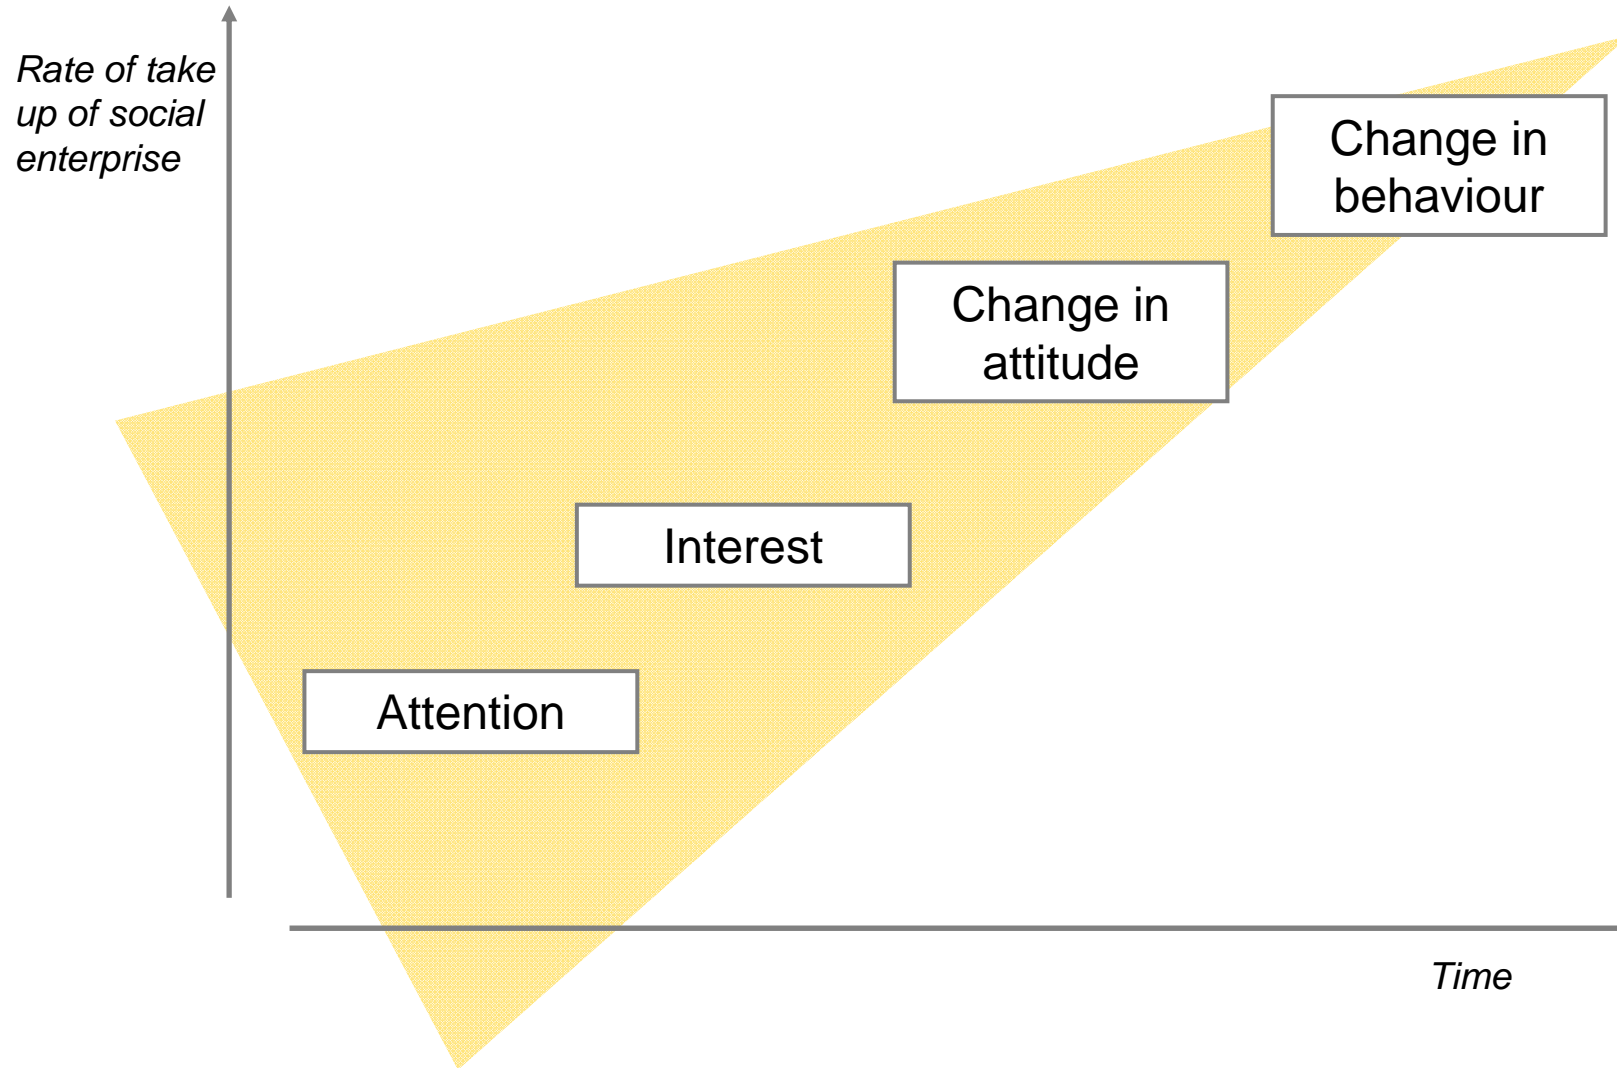 Rate of take
up of social
enterprise
Change in
behaviour
Change in
attitude
Interest
Attention
Time